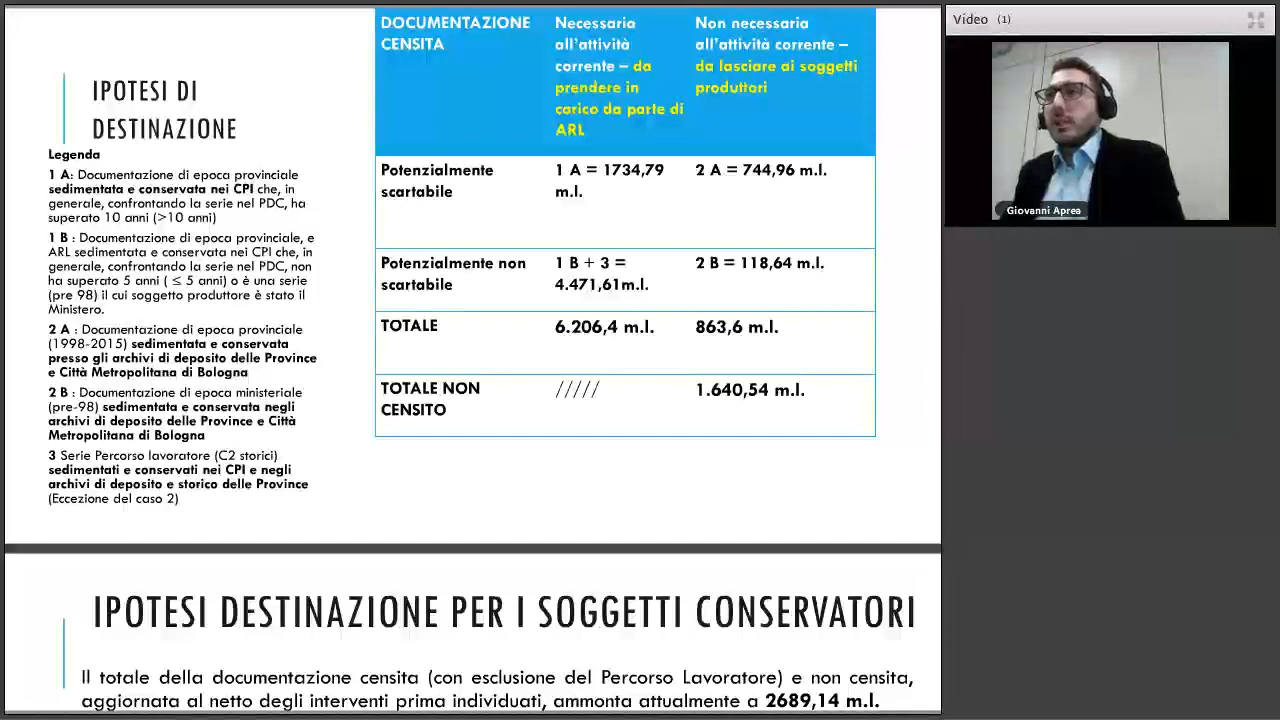 IPOTESI DI
DESTINAZIONE
Legenda
1 A: Documentazione di epoca provinciale
sedimentata e conservata nei CPI che, in
generale, confrontando la serie nel PDC, ha
superato 10 anni (>10 anni)
1 B : Documentazione di epoca provinciale, e
ARL sedimentata e conservata nei CPI che, in
generale, confrontando la serie nel PDC, non
ha superato 5 anni ( ≤ 5 anni) o è una serie
(pre 98) il cui soggetto produttore è stato il
Ministero.
2 A : Documentazione di epoca provinciale
(1998-2015) sedimentata e conservata
presso gli archivi di deposito delle Province
e Città Metropolitana di Bologna
2 B : Documentazione di epoca ministeriale
(pre-98) sedimentata e conservata negli
archivi di deposito delle Province e Città
Metropolitana di Bologna
3 Serie Percorso lavoratore (C2 storici)
sedimentati e conservati nei CPI e negli
archivi di deposito e storico delle Province
(Eccezione del caso 2)
DOCUMENTAZIONE
CENSITA
Necessaria
all'attività
corrente – da
prendere in
carico da parte di
ARL
Non necessaria
all'attività corrente –
da lasciare ai soggetti
produttori
Potenzialmente
scartabile
1 A = 1734,79
m.l.
2 A = 744,96 m.l.
Potenzialmente non
scartabile
1 B + 3 =
4.471,61m.l.
2 B = 118,64 m.l.
TOTALE
6.206,4 m.l.
863,6 m.l.
TOTALE NON
CENSITO
/////
1.640,54 m.l.
IPOTESI DESTINAZIONE PER I SOGGETTI CONSERVATORI
Il totale della documentazione censita (con esclusione del Percorso Lavoratore) e non censita,
aggiornata al netto degli interventi prima individuati, ammonta attualmente a 2689,14 m.l.
Video (1)
Giovanni Aprea